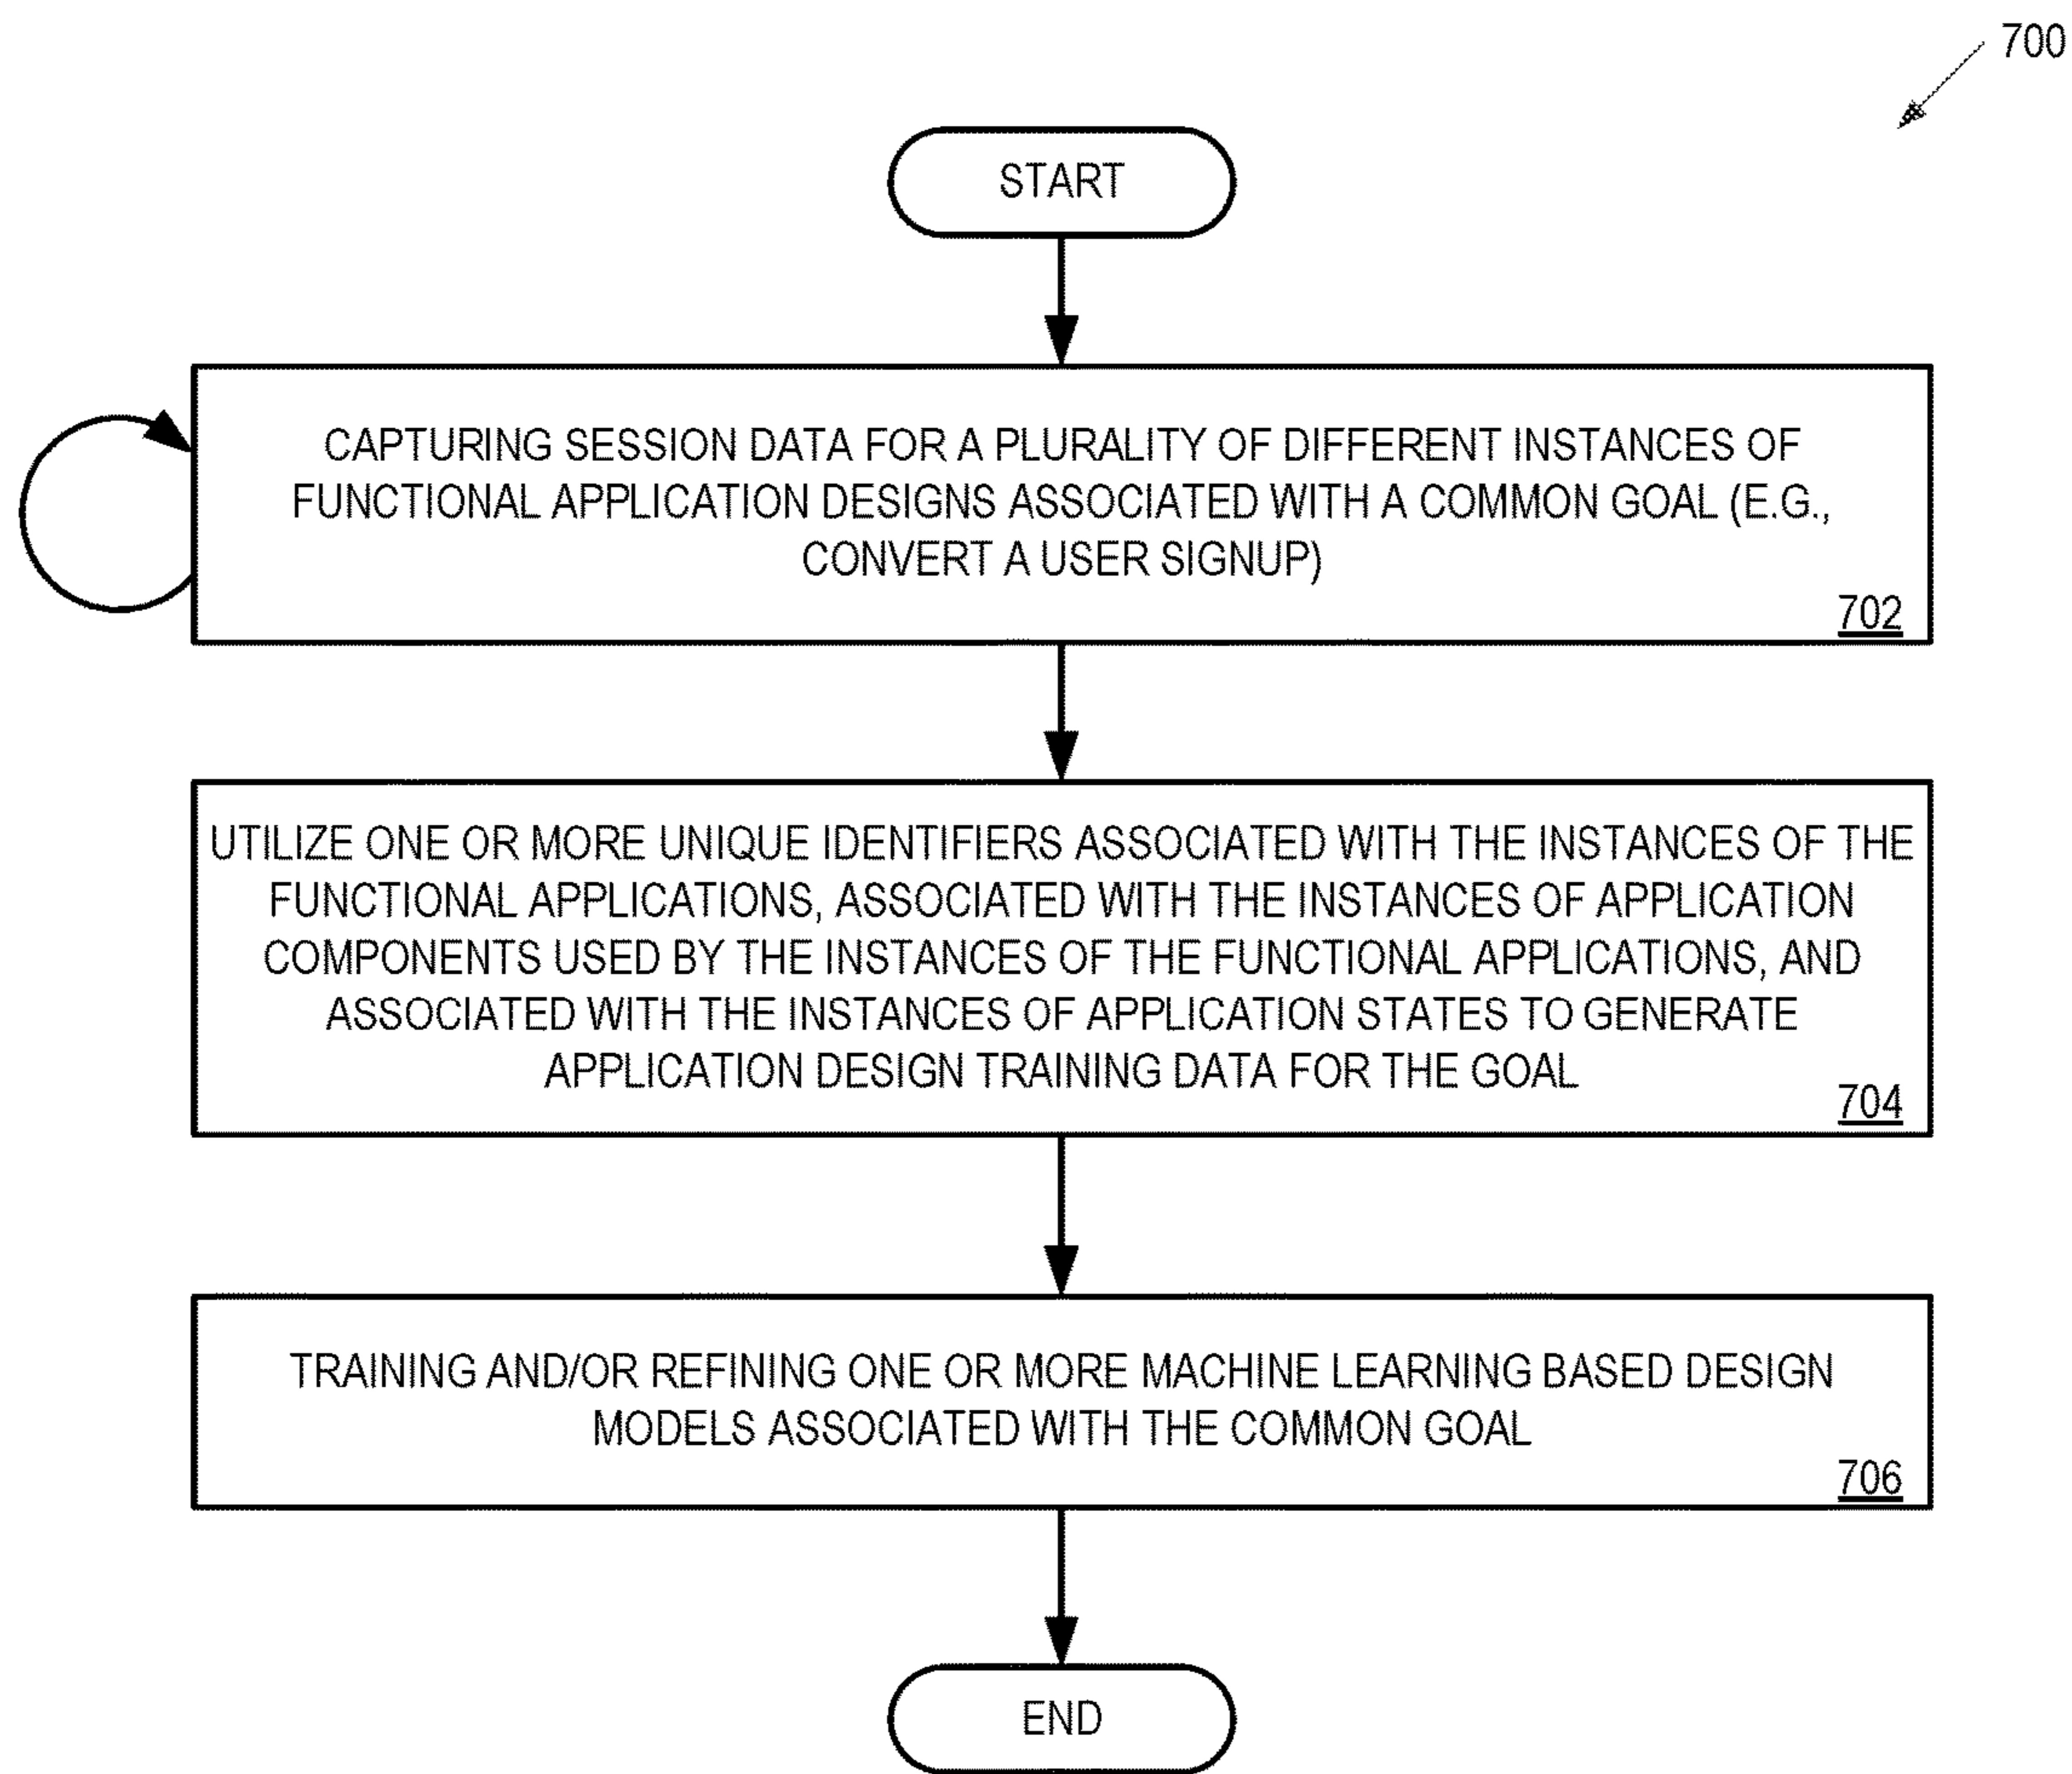 700
START
CAPTURING SESSION DATA FOR A PLURALITY OF DIFFERENT INSTANCES OF
FUNCTIONAL APPLICATION DESIGNS ASSOCIATED WITH A COMMON GOAL (E.G.,
CONVERT A USER SIGNUP)
702
UTILIZE ONE OR MORE UNIQUE IDENTIFIERS ASSOCIATED WITH THE INSTANCES OF THE
FUNCTIONAL APPLICATIONS, ASSOCIATED WITH THE INSTANCES OF APPLICATION
COMPONENTS USED BY THE INSTANCES OF THE FUNCTIONAL APPLICATIONS, AND
ASSOCIATED WITH THE INSTANCES OF APPLICATION STATES TO GENERATE
APPLICATION DESIGN TRAINING DATA FOR THE GOAL
704
TRAINING AND/OR REFINING ONE OR MORE MACHINE LEARNING BASED DESIGN
MODELS ASSOCIATED WITH THE COMMON GOAL
706
END